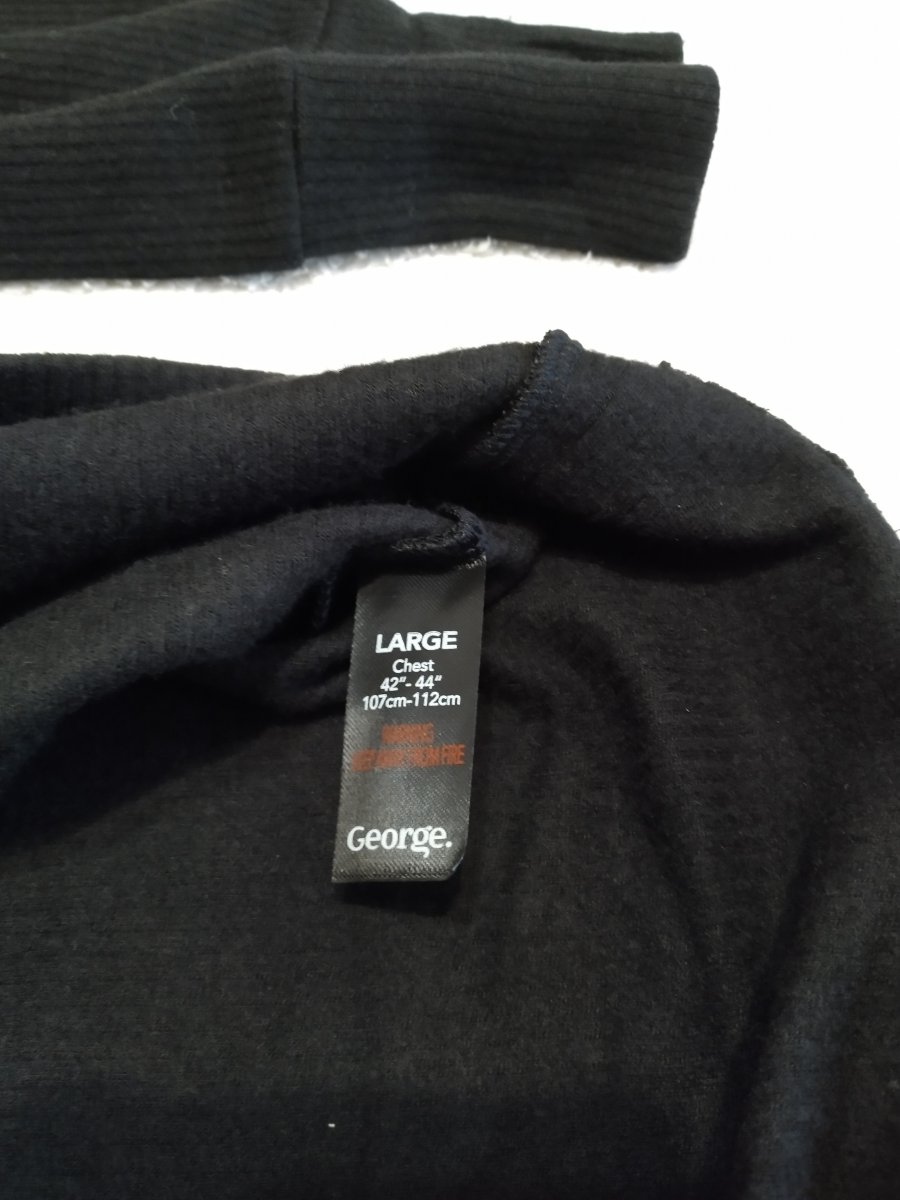 LARGE
Chest
42"- 44"
107cm-112cm
WARNING
KEEP AWAY FROM FIRE
George.